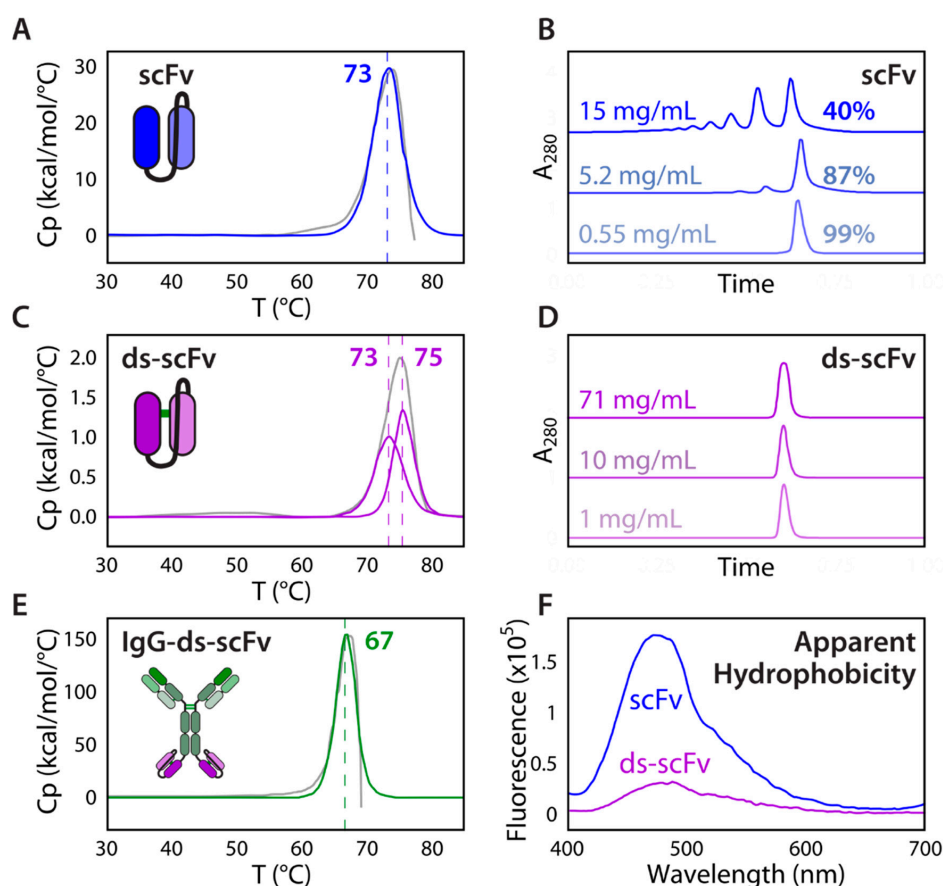 A
scFv
73
Cp (kcal/mol/°C)
30
20
10
0
30 40 50 60 70 80
T (°C)
B
scFv
15 mg/mL 40%
5.2 mg/mL 87%
0.55 mg/mL 99%
A280
Time
C
ds-scFv
73 75
Cp (kcal/mol/°C)
2.0
1.5
1.0
0.5
0.0
30 40 50 60 70 80
T (°C)
D
ds-scFv
71 mg/mL
10 mg/mL
1 mg/mL
A280
Time
E
IgG-ds-scFv
67
Cp (kcal/mol/°C)
150
100
50
0
30 40 50 60 70 80
T (°C)
F
Apparent
Hydrophobicity
scFv
ds-scFv
Fluorescence (x10⁵)
1.5
1
0.5
0
400 500 600 700
Wavelength (nm)